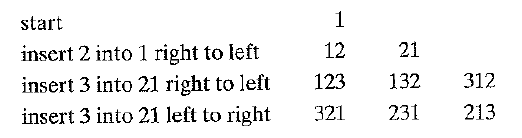 start 1
insert 2 into 1 right to left 12 21
insert 3 into 21 right to left 123 132 312
insert 3 into 21 left to right 321 231 213